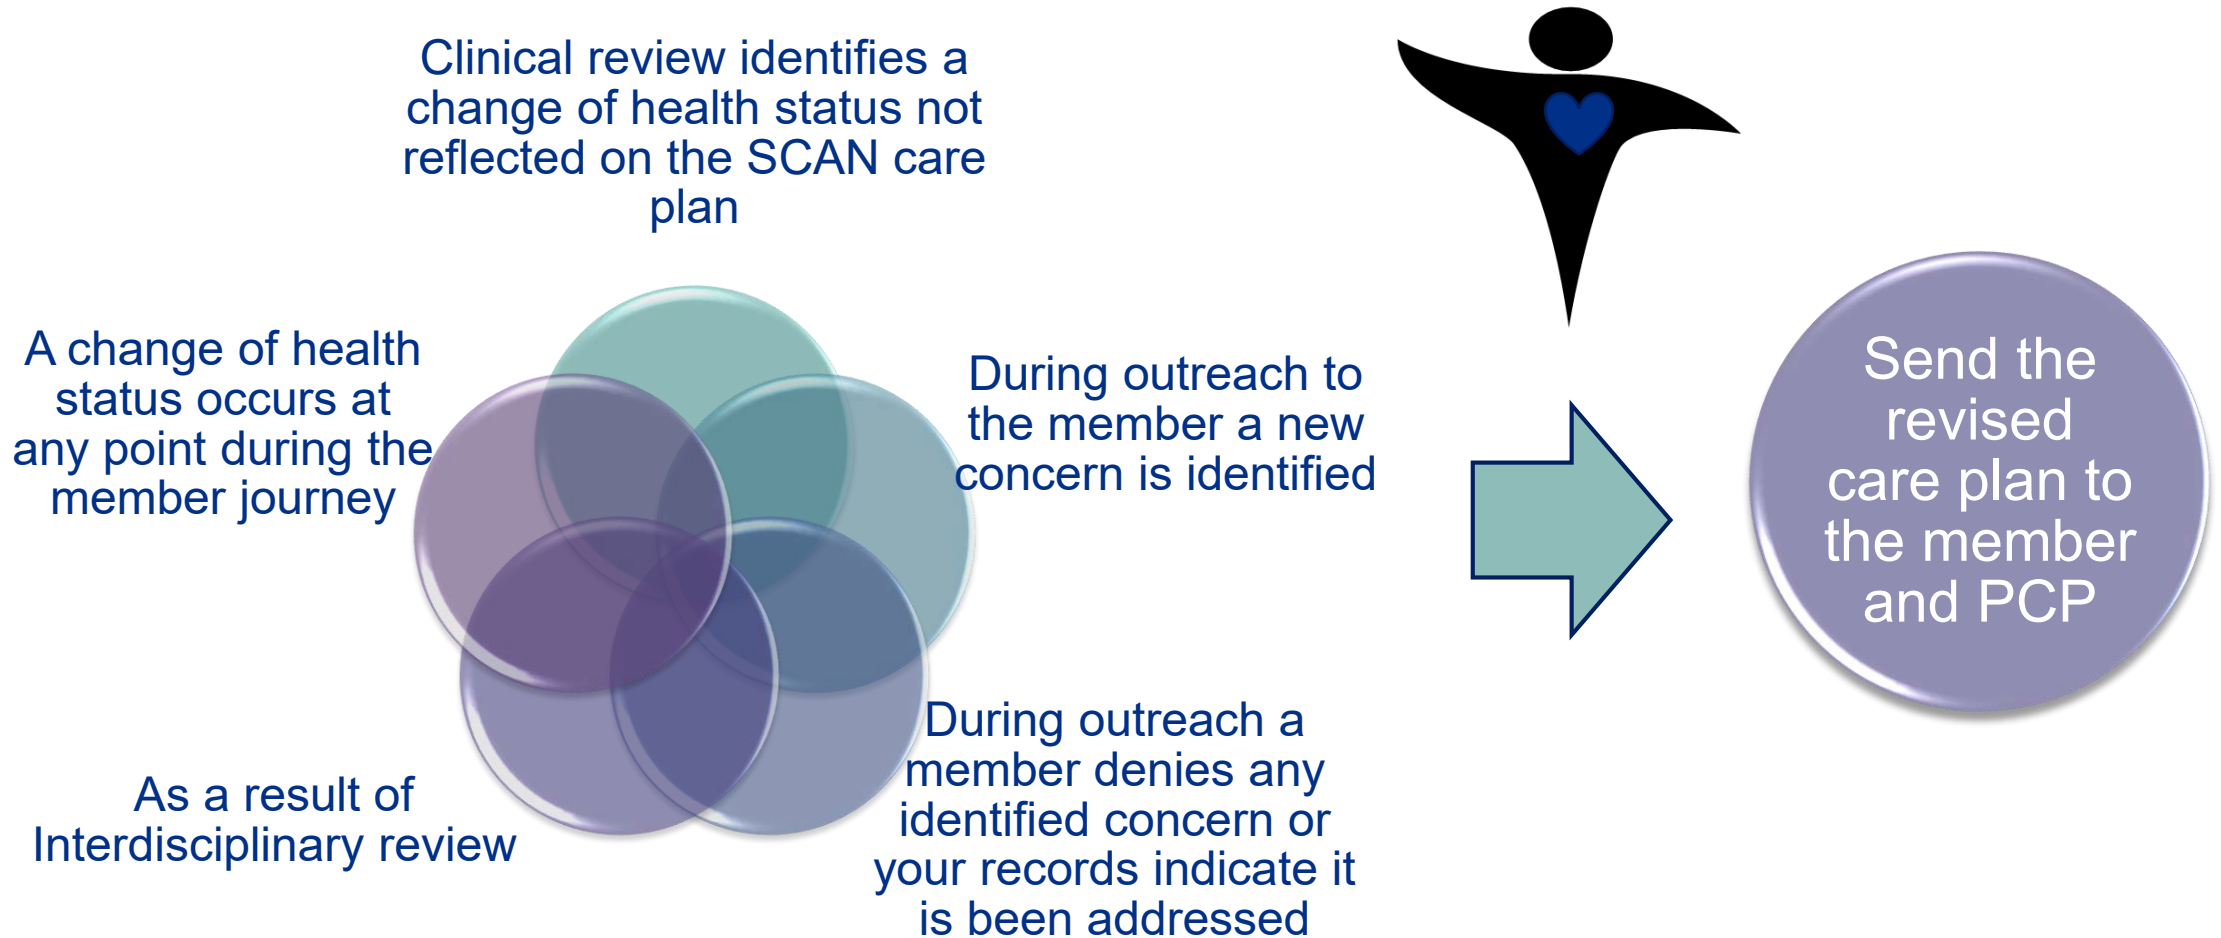 Clinical review identifies a
change of health status not
reflected on the SCAN care
plan
A change of health
status occurs at
any point during the
member journey
During outreach to
the member a new
concern is identified
As a result of
Interdisciplinary review
During outreach a
member denies any
identified concern or
your records indicate it
is been addressed
Send the
revised
care plan to
the member
and PCP